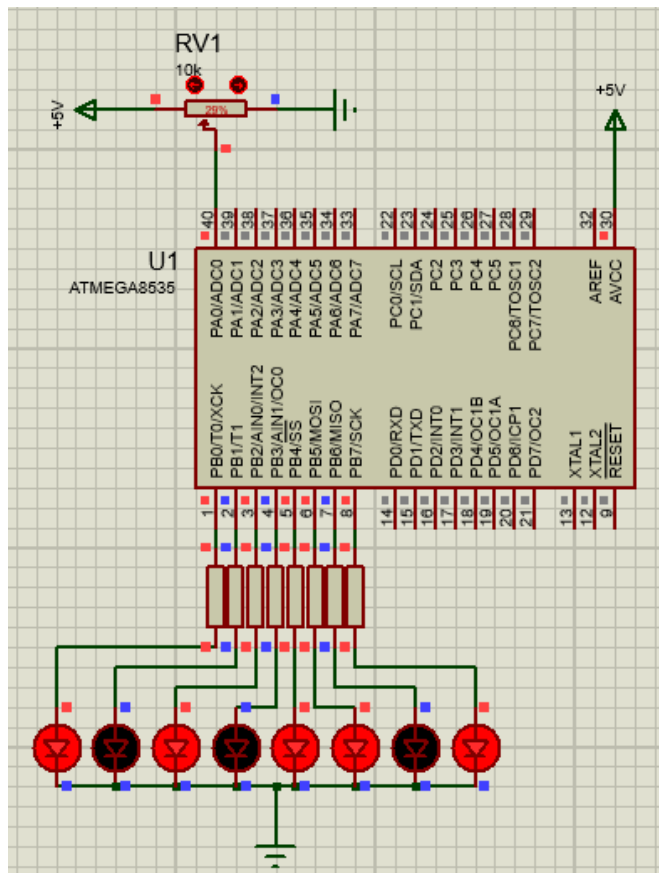 RV1
10k
29%
+5V
+5V
40
39
38
37
36
35
34
33
22
23
24
25
26
27
28
29
32
30
U1
ATMEGA8535
PA0/ADC0
PA1/ADC1
PA2/ADC2
PA3/ADC3
PA4/ADC4
PA5/ADC5
PA6/ADC6
PA7/ADC7
PC0/SCL
PC1/SDA
PC2
PC3
PC4
PC5
PC6/TOSC1
PC7/TOSC2
AREF
AVCC
PB0/T0/XCK
PB1/T1
PB2/AIN0/INT2
PB3/AIN1/OC0
PB4/SS
PB5/MOSI
PB6/MISO
PB7/SCK
PD0/RXD
PD1/TXD
PD2/INT0
PD3/INT1
PD4/OC1B
PD5/OC1A
PD6/ICP1
PD7/OC2
XTAL1
XTAL2
RESET
1
2
3
4
5
6
7
8
14
15
16
17
18
19
20
21
13
12
9